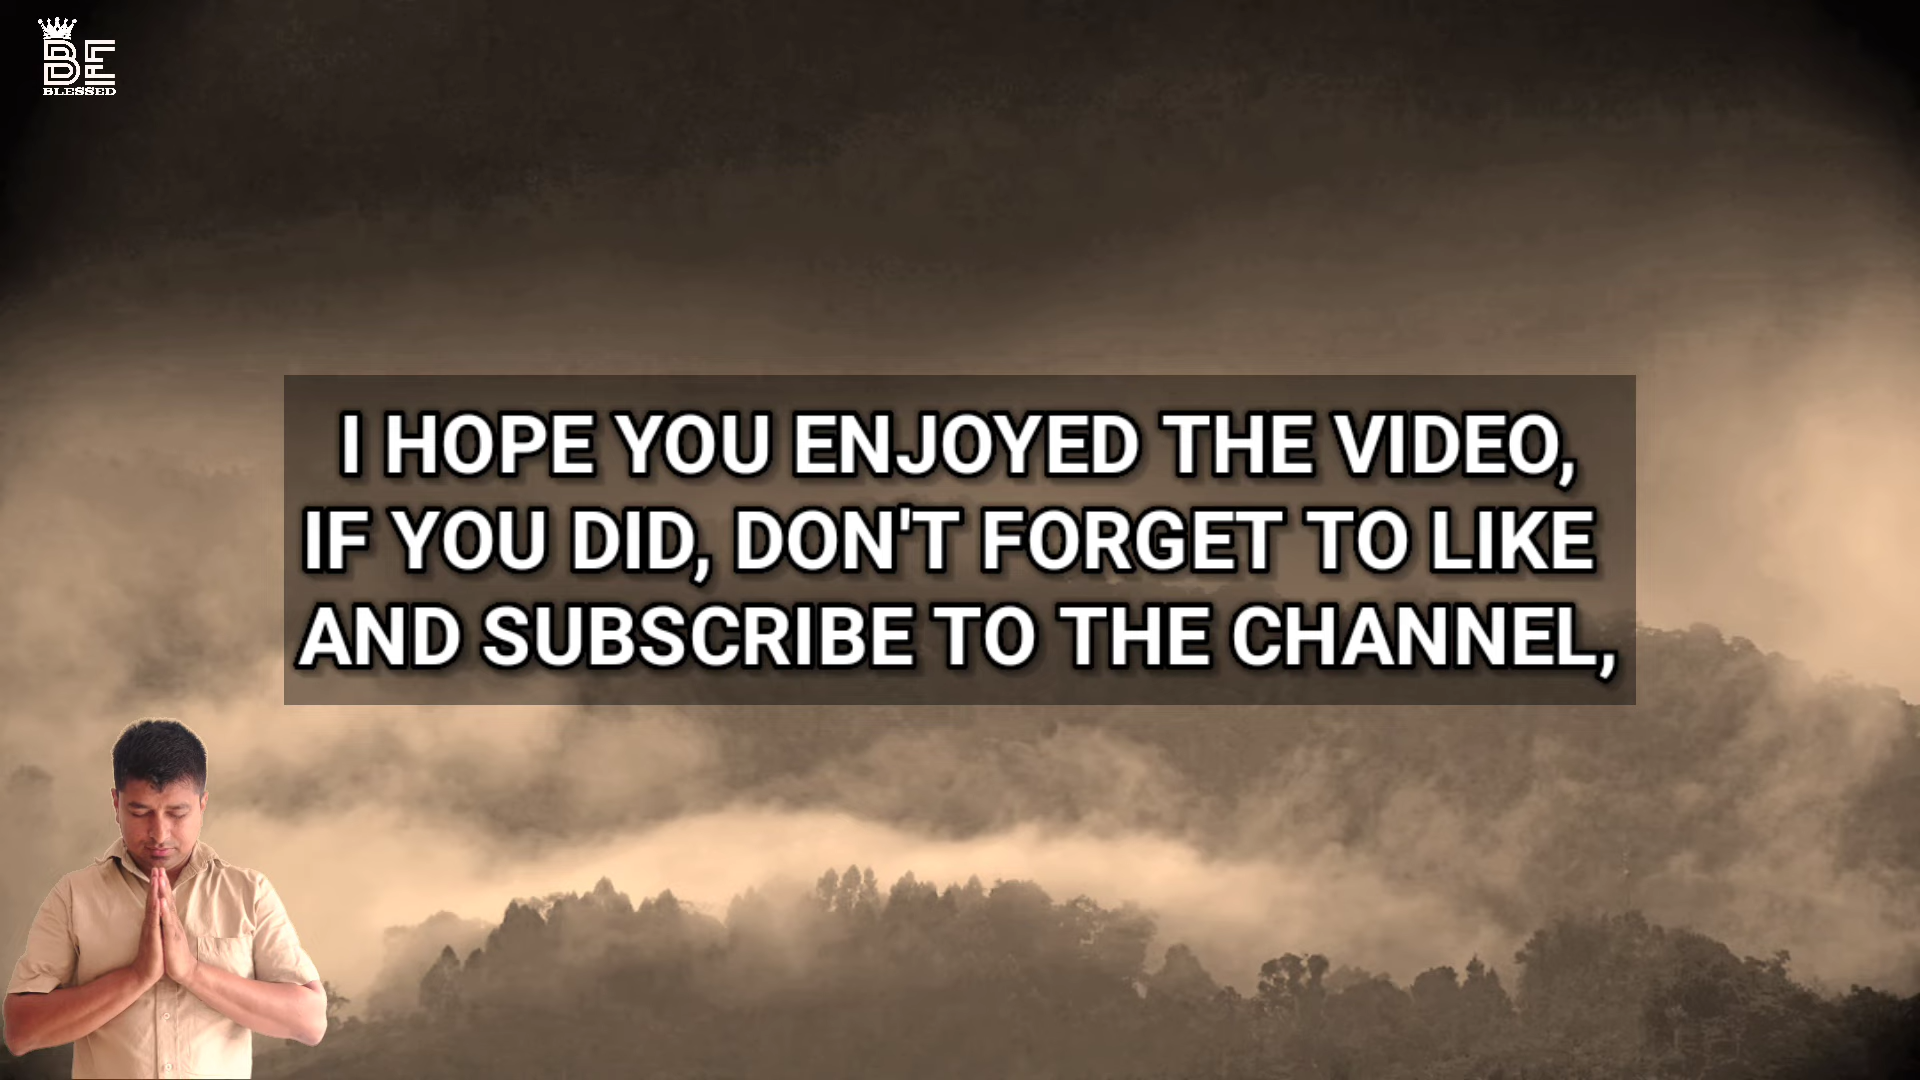 BE
BLESSED
I HOPE YOU ENJOYED THE VIDEO,
IF YOU DID, DON'T FORGET TO LIKE
AND SUBSCRIBE TO THE CHANNEL,